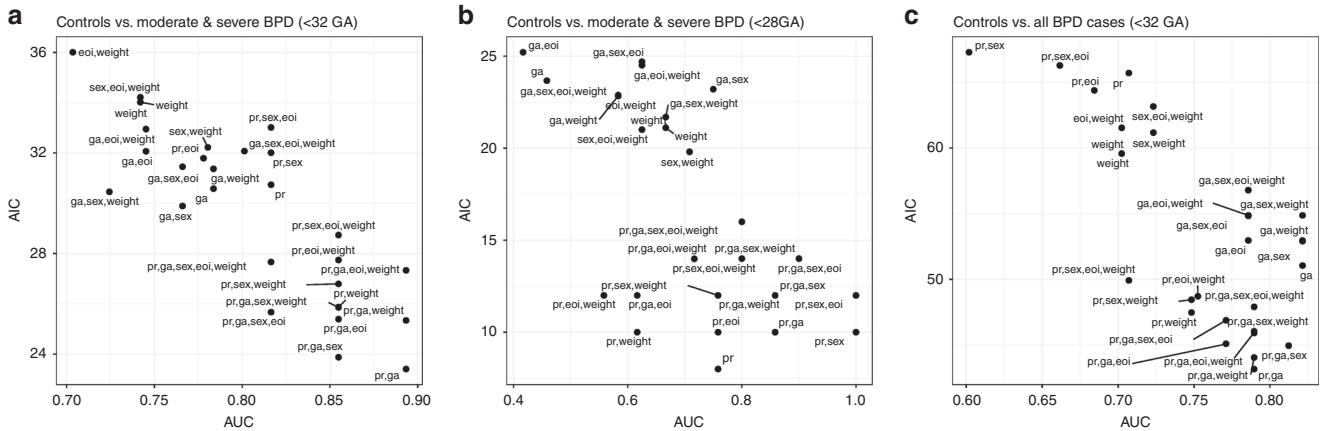 a
Controls vs. moderate & severe BPD (<32 GA)
36
32
28
24
AIC
eoi,weight
sex,eoi,weight
weight
weight
ga,eoi,weight
sex,weight
pr,sex,eoi
pr,eoi
ga,sex,eoi,weight
ga,eoi
pr,sex
ga,sex,eoi
ga,weight
ga,sex,weight
ga
pr
ga,sex
pr,sex,eoi,weight
pr,eoi,weight
pr,ga,sex,eoi,weight
pr,ga,eoi,weight
pr,sex,weight
pr,weight
pr,ga,sex,weight
pr,ga,weight
pr,ga,sex,eoi
pr,ga,eoi
pr,ga,sex
pr,ga
0.70
0.75
0.80
0.85
0.90
AUC
b
Controls vs. moderate & severe BPD (<28GA)
25
20
15
10
AIC
ga,eoi
ga,sex,eoi
ga
ga,eoi,weight
ga,sex
ga,sex,eoi,weight
eoi,weight
ga,sex,weight
ga,weight
weight
weight
sex,eoi,weight
sex,weight
pr,ga,sex,eoi,weight
pr,ga,eoi,weight
pr,ga,sex,weight
pr,sex,eoi,weight
pr,ga,sex,eoi
pr,sex,weight
pr,ga,sex
pr,eoi,weight
pr,ga,eoi
pr,ga,weight
pr,sex,eoi
pr,eoi
pr,ga
pr,weight
pr,sex
pr
0.4
0.6
0.8
1.0
AUC
c
Controls vs. all BPD cases (<32 GA)
60
50
AIC
pr,sex
pr,sex,eoi
pr,eoi
pr
eoi,weight
sex,eoi,weight
weight
sex,weight
weight
ga,sex,eoi,weight
ga,eoi,weight
ga,sex,weight
ga,sex,eoi
ga,weight
ga,eoi
ga,sex
ga
pr,sex,eoi,weight
pr,eoi,weight
pr,sex,weight
pr,ga,sex,eoi,weight
pr,weight
pr,ga,sex,weight
pr,ga,sex,eoi
pr,ga,eoi
pr,ga,eoi,weight
pr,ga,sex
pr,ga,weight
pr,ga
0.60
0.65
0.70
0.75
0.80
AUC